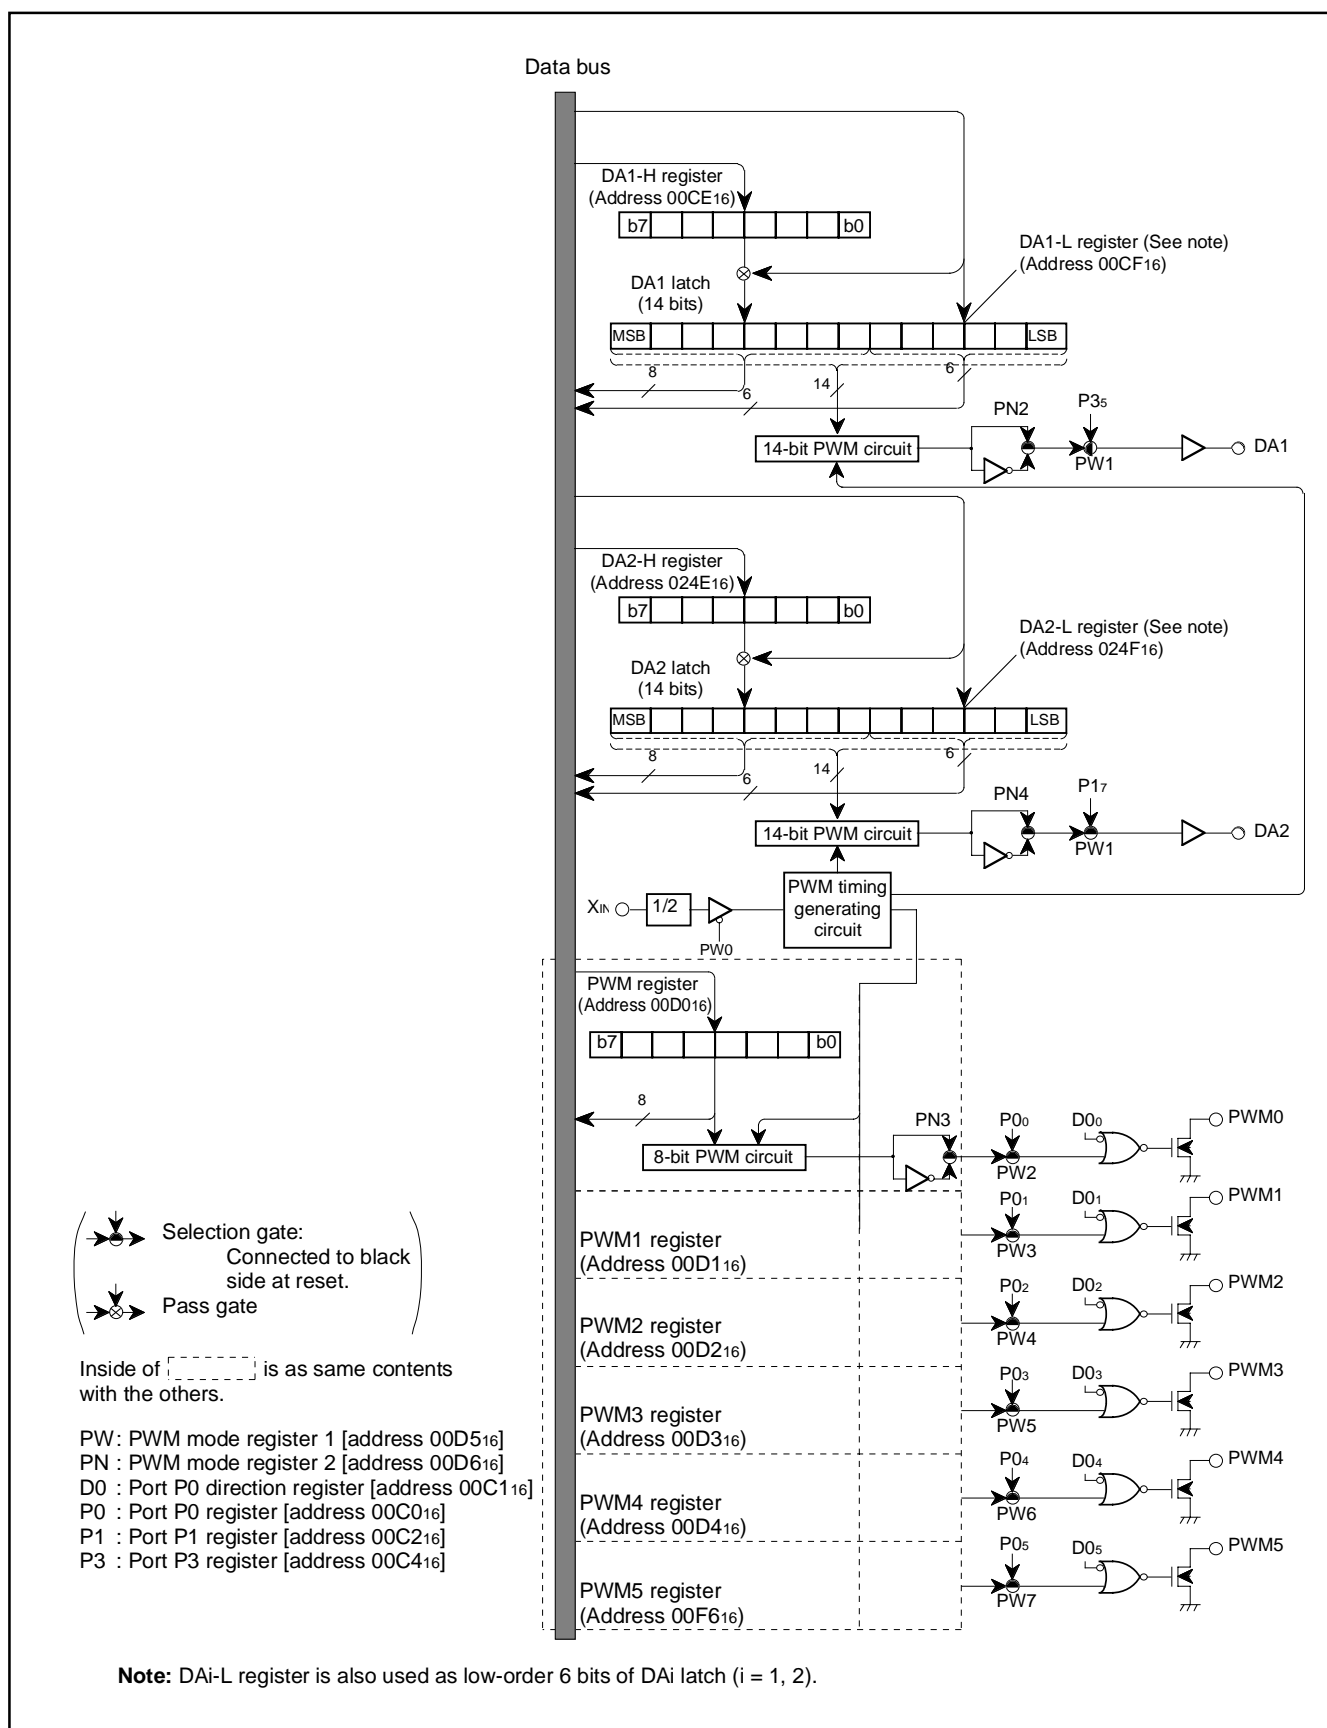 Data bus
DA1-H register
(Address 00CE16)
b7 b0
DA1-L register (See note)
(Address 00CF16)
DA1 latch
(14 bits)
MSB LSB
8
6
14
6
PN2
P35
14-bit PWM circuit
PW1
DA1
DA2-H register
(Address 024E16)
b7 b0
DA2-L register (See note)
(Address 024F16)
DA2 latch
(14 bits)
MSB LSB
8
6
14
6
PN4
P17
14-bit PWM circuit
PW1
DA2
XIN
1/2
PW0
PWM timing
generating
circuit
PWM register
(Address 00D016)
b7 b0
8
8-bit PWM circuit
PN3
P00
PW2
D00
PWM0
PWM1 register
(Address 00D116)
P01
PW3
D01
PWM1
PWM2 register
(Address 00D216)
P02
PW4
D02
PWM2
PWM3 register
(Address 00D316)
P03
PW5
D03
PWM3
PWM4 register
(Address 00D416)
P04
PW6
D04
PWM4
PWM5 register
(Address 00F616)
P05
PW7
D05
PWM5
Selection gate:
Connected to black
side at reset.
Pass gate
Inside of is as same contents
with the others.
PW : PWM mode register 1 [address 00D516]
PN : PWM mode register 2 [address 00D616]
D0 : Port P0 direction register [address 00C116]
P0 : Port P0 register [address 00C016]
P1 : Port P1 register [address 00C216]
P3 : Port P3 register [address 00C416]
Note: DAi-L register is also used as low-order 6 bits of DAi latch (i = 1, 2).